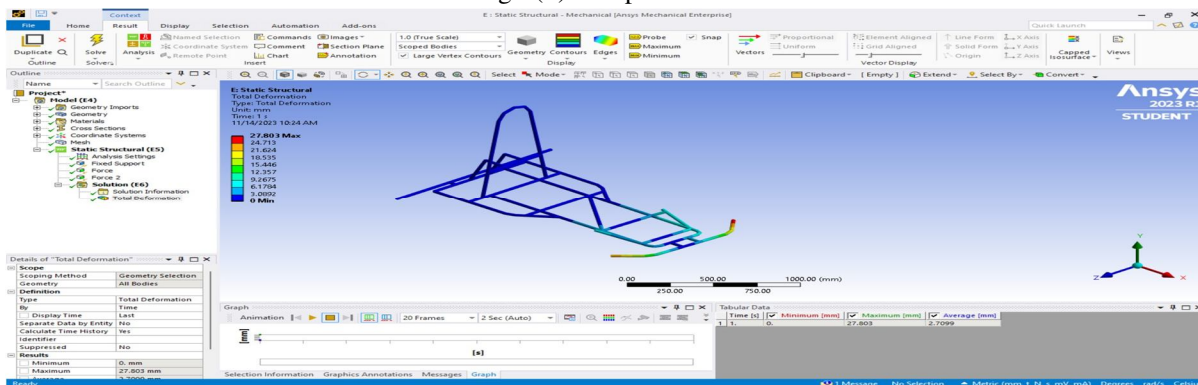 E : Static Structural - Mechanical [Ansys Mechanical Enterprise]
Context
File Home Result Display Selection Automation Add-ons
Quick Launch
Duplicate Q
Outline
Solve
Solve
Analysis
Named Selection
Coordinate System
Remote Point
Commands
Comment
Chart
Images
Section Plane
Annotation
Insert
1.0 (True Scale)
Scoped Bodies
Large Vertex Contours
Geometry Contours Edges
Display
Probe
Maximum
Minimum
Snap
Vectors
Proportional
Uniform
Element Aligned
Grid Aligned
Line Form
Solid Form
Origin
X Axis
Y Axis
Z Axis
Vector Display
Capped Isosurface
Views
Outline
Name Search Outline
Select Mode
Clipboard [ Empty ] Extend Select By Convert
Project*
Model (E4)
Geometry Imports
Geometry
Materials
Cross Sections
Coordinate Systems
Mesh
Static Structural (E5)
Analysis Settings
Fixed Support
Force
Force 2
Solution (E6)
Solution Information
Total Deformation
E: Static Structural
Total Deformation
Type: Total Deformation
Unit: mm
Time: 1 s
11/14/2023 10:24 AM
27.803 Max
24.713
21.624
18.535
15.446
12.357
9.2675
6.1784
3.0892
0 Min
Ansys
STUDENT
0.00 500.00 1000.00 (mm)
250.00 750.00
Y
Z X
Details of "Total Deformation"
Scope
Scoping Method Geometry Selection
Geometry All Bodies
Definition
Type Total Deformation
By Time
Display Time Last
Separate Data by Entity No
Calculate Time History Yes
Identifier
Suppressed No
Results
Minimum 0. mm
Maximum 27.803 mm
Graph
Animation 20 Frames 2 Sec (Auto)
[mm]
[s]
Selection Information Graphics Annotations Messages Graph
Tabular Data
Time [s] Minimum [mm] Maximum [mm] Average [mm]
1 1. 0. 27.803 2.7099
Ready
1 Message No Selection Metric (mm, t, N, s, mV, mA) Degrees rad/s